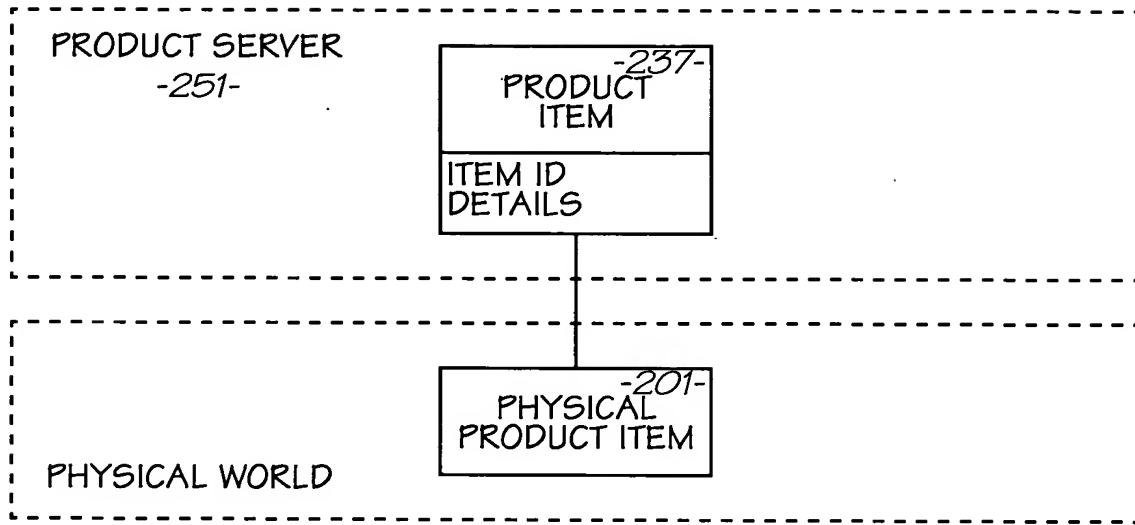 PRODUCT SERVER
-251-
-237-
PRODUCT
ITEM
ITEM ID
DETAILS
-201-
PHYSICAL
PRODUCT ITEM
PHYSICAL WORLD